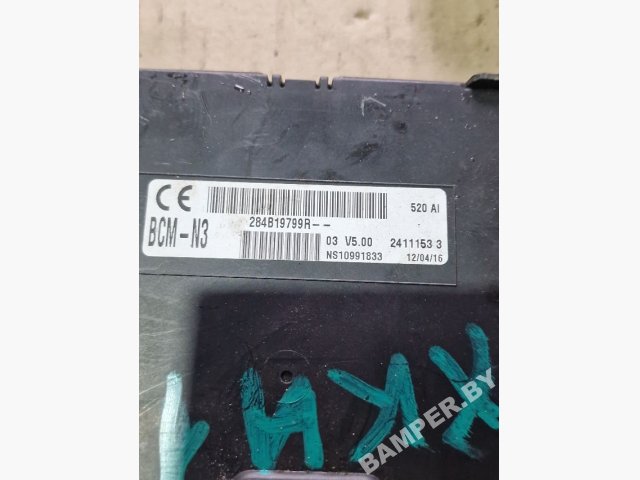 CE
520 AI
284B19799R--
BCM-N3
03 V5.00 2411153 3
NS10991833
12/04/16
BAMPER.BY